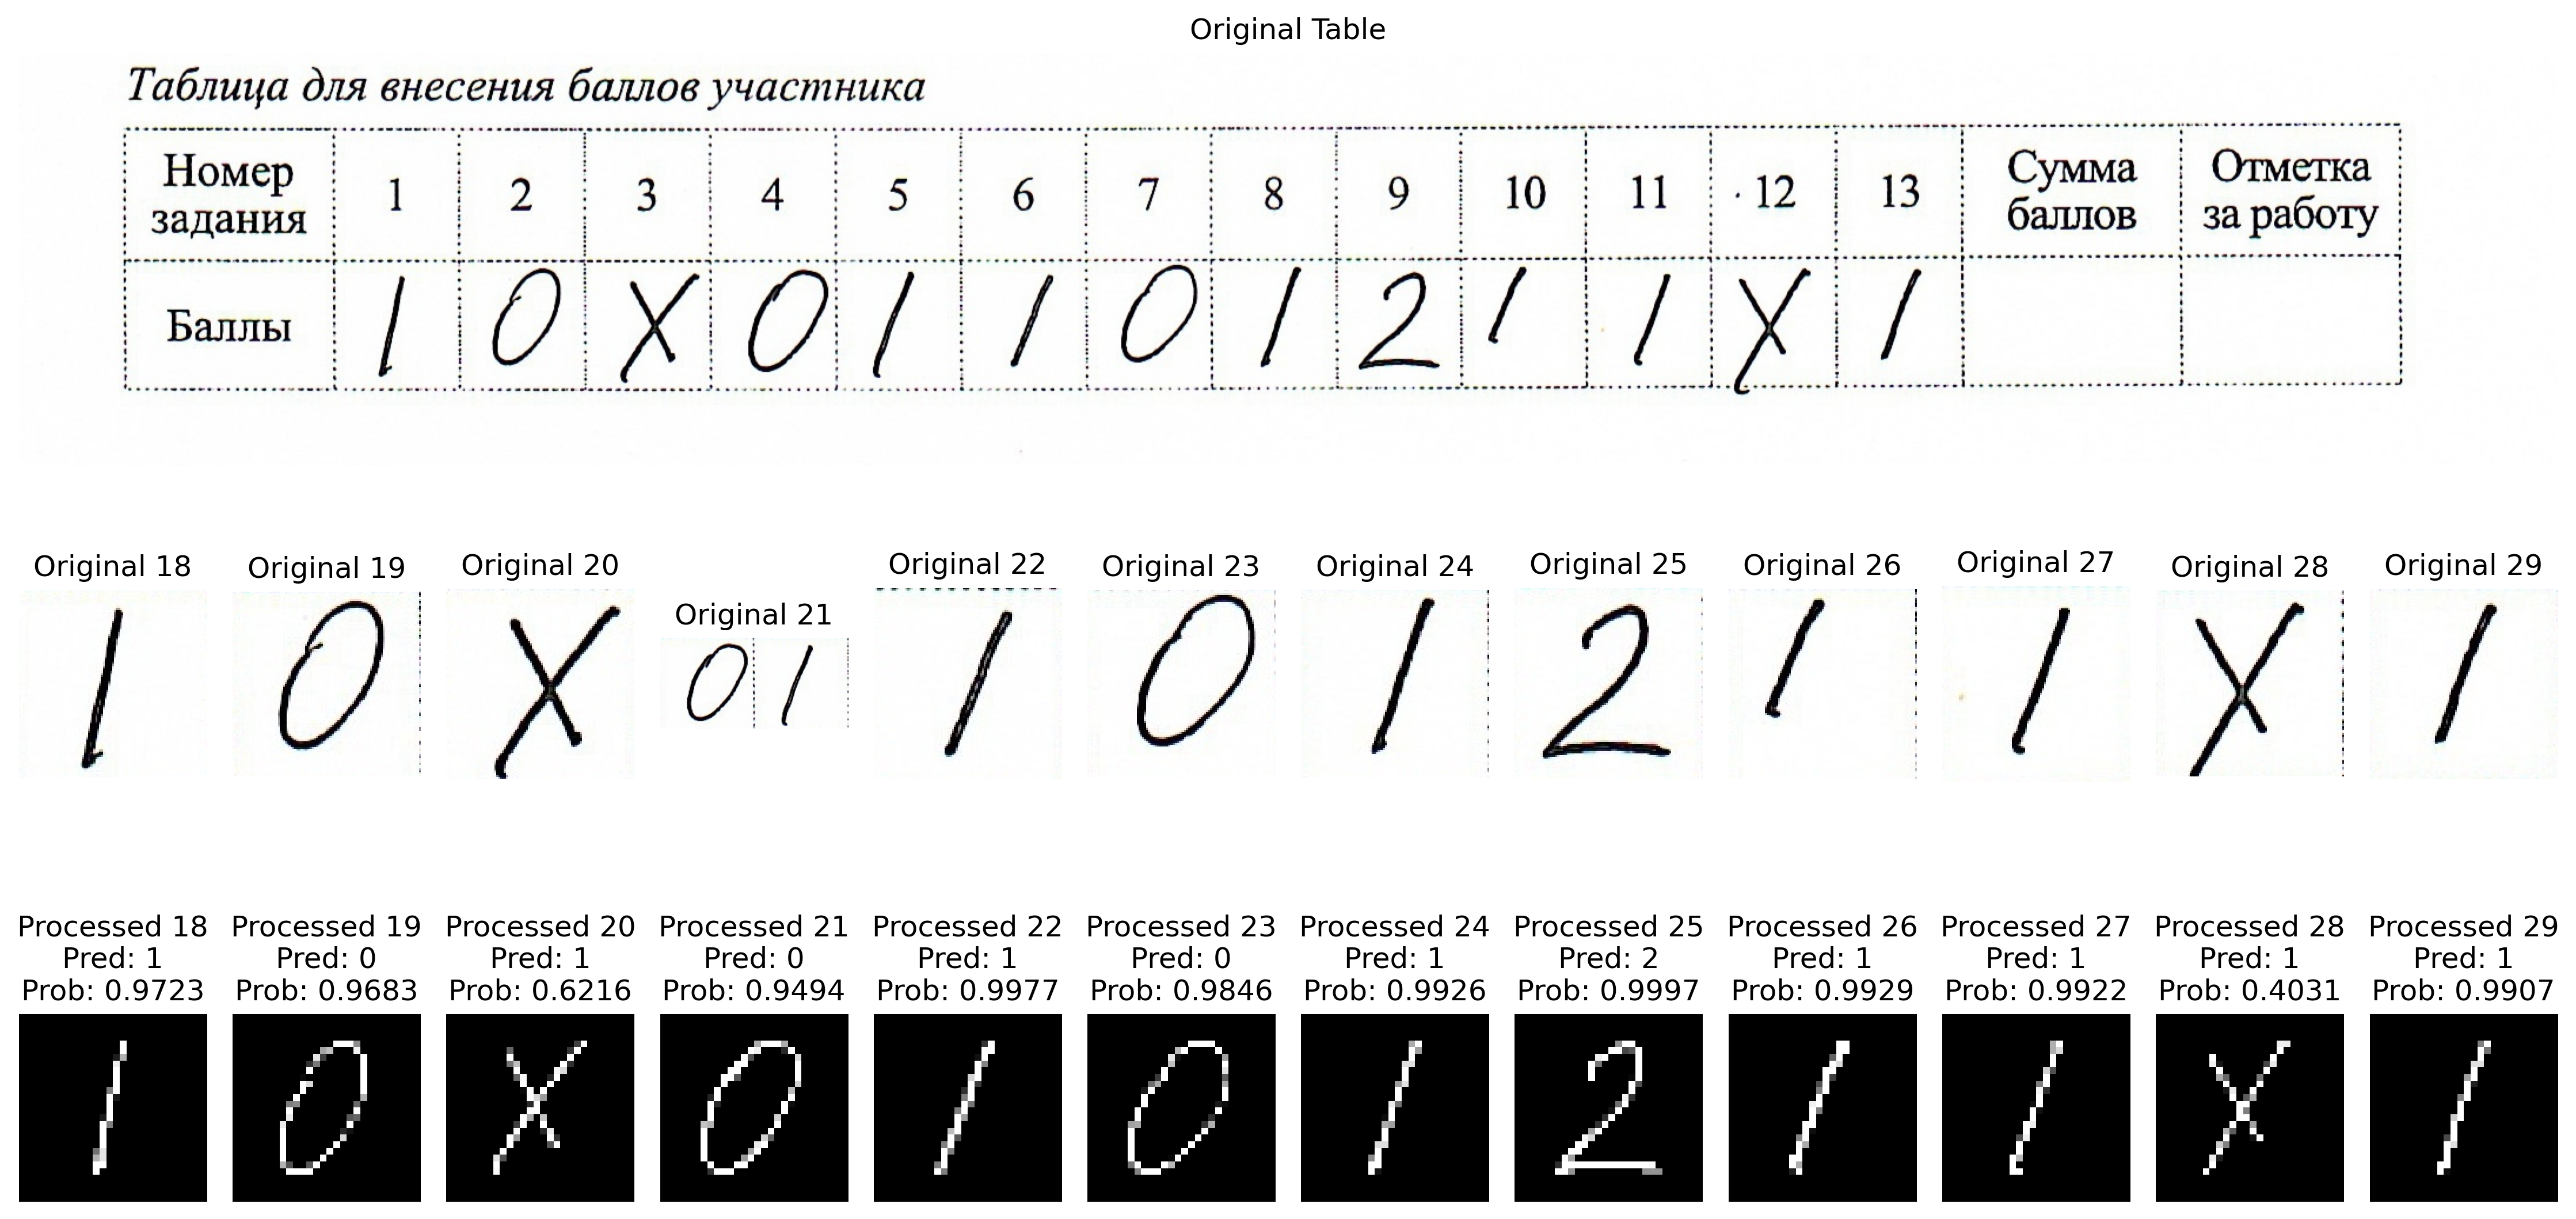 Original Table
Таблица для внесения баллов участника
Номер задания 1 2 3 4 5 6 7 8 9 10 11 12 13 Сумма баллов Отметка за работу
Баллы 1 0 X 0 1 1 0 1 2 1 1 X 1
Original 18 Original 19 Original 20 Original 21 Original 22 Original 23 Original 24 Original 25 Original 26 Original 27 Original 28 Original 29
1 0 X 0 1 1 0 1 2 1 1 X 1
Processed 18 Processed 19 Processed 20 Processed 21 Processed 22 Processed 23 Processed 24 Processed 25 Processed 26 Processed 27 Processed 28 Processed 29
Pred: 1 Pred: 0 Pred: 1 Pred: 0 Pred: 1 Pred: 0 Pred: 1 Pred: 2 Pred: 1 Pred: 1 Pred: 1 Pred: 1
Prob: 0.9723 Prob: 0.9683 Prob: 0.6216 Prob: 0.9494 Prob: 0.9977 Prob: 0.9846 Prob: 0.9926 Prob: 0.9997 Prob: 0.9929 Prob: 0.9922 Prob: 0.4031 Prob: 0.9907
1 0 X 0 1 0 1 2 1 1 X 1